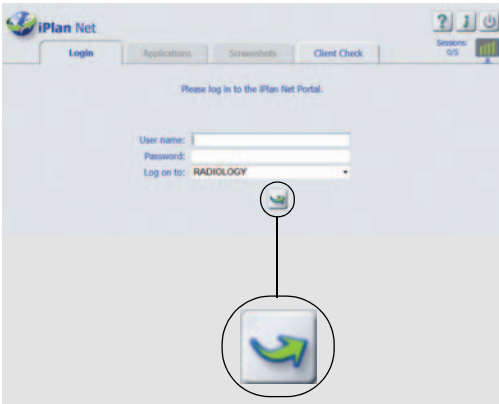 iPlan Net
Login
Applications
Screenshots
Client Check
Sessions:
0/5
Please log in to the iPlan Net Portal.
User name:
Password:
Log on to: RADIOLOGY